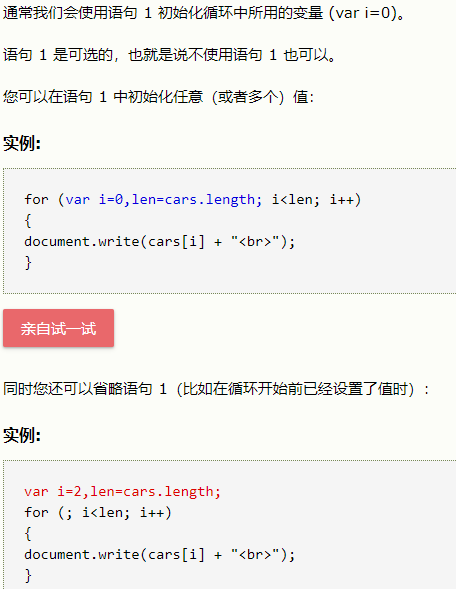 通常我们会使用语句 1 初始化循环中所用的变量 (var i=0)。
语句 1 是可选的，也就是说不使用语句 1 也可以。
您可以在语句 1 中初始化任意（或者多个）值：
实例：
for (var i=0,len=cars.length; i<len; i++)
{
document.write(cars[i] + "<br>");
}
亲自试一试
同时您还可以省略语句 1（比如在循环开始前已经设置了值时）：
实例：
var i=2,len=cars.length;
for (; i<len; i++)
{
document.write(cars[i] + "<br>");
}